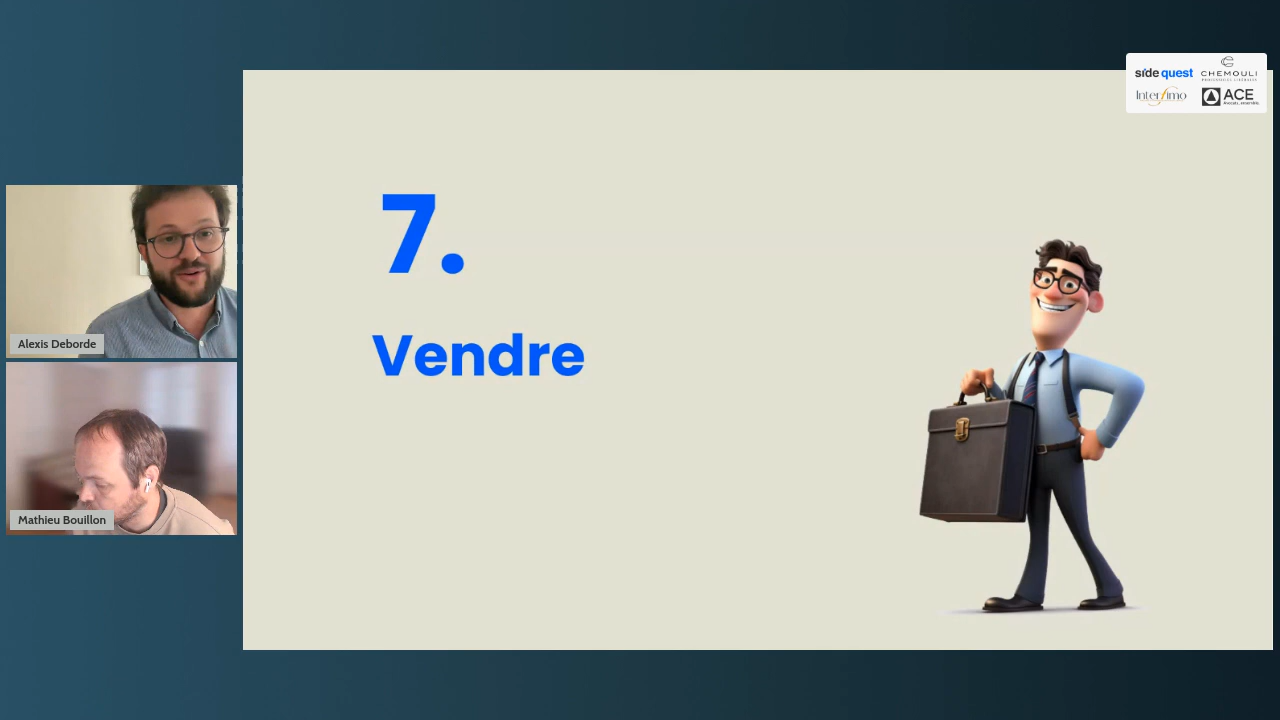 side quest
CHEMOULI
Interfimo
ACE
7.
Vendre
Alexis Deborde
Mathieu Bouillon